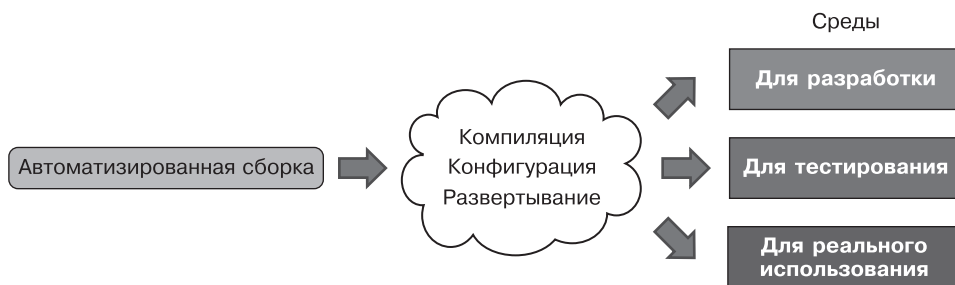 Среды
Для разработки
Автоматизированная сборка
Компиляция
Конфигурация
Развертывание
Для тестирования
Для реального
использования